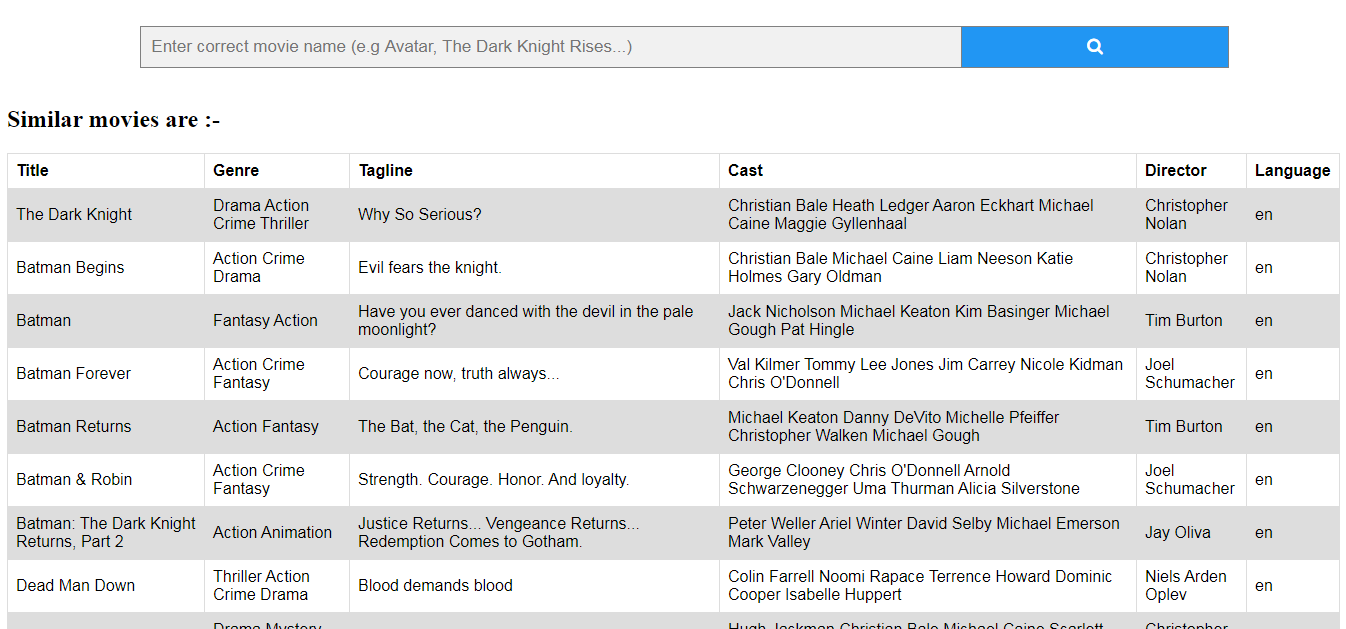 Enter correct movie name (e.g Avatar, The Dark Knight Rises...)
Similar movies are :-
Title Genre Tagline Cast Director Language
The Dark Knight Drama Action Crime Thriller Why So Serious? Christian Bale Heath Ledger Aaron Eckhart Michael Caine Maggie Gyllenhaal Christopher Nolan en
Batman Begins Action Crime Drama Evil fears the knight. Christian Bale Michael Caine Liam Neeson Katie Holmes Gary Oldman Christopher Nolan en
Batman Fantasy Action Have you ever danced with the devil in the pale moonlight? Jack Nicholson Michael Keaton Kim Basinger Michael Gough Pat Hingle Tim Burton en
Batman Forever Action Crime Fantasy Courage now, truth always... Val Kilmer Tommy Lee Jones Jim Carrey Nicole Kidman Chris O'Donnell Joel Schumacher en
Batman Returns Action Fantasy The Bat, the Cat, the Penguin. Michael Keaton Danny DeVito Michelle Pfeiffer Christopher Walken Michael Gough Tim Burton en
Batman & Robin Action Crime Fantasy Strength. Courage. Honor. And loyalty. George Clooney Chris O'Donnell Arnold Schwarzenegger Uma Thurman Alicia Silverstone Joel Schumacher en
Batman: The Dark Knight Returns, Part 2 Action Animation Justice Returns... Vengeance Returns... Redemption Comes to Gotham. Peter Weller Ariel Winter David Selby Michael Emerson Mark Valley Jay Oliva en
Dead Man Down Thriller Action Crime Drama Blood demands blood Colin Farrell Noomi Rapace Terrence Howard Dominic Cooper Isabelle Huppert Niels Arden Oplev en
Drama Mystery Hugh Jackman Christian Bale Michael Caine Scarlett Christopher